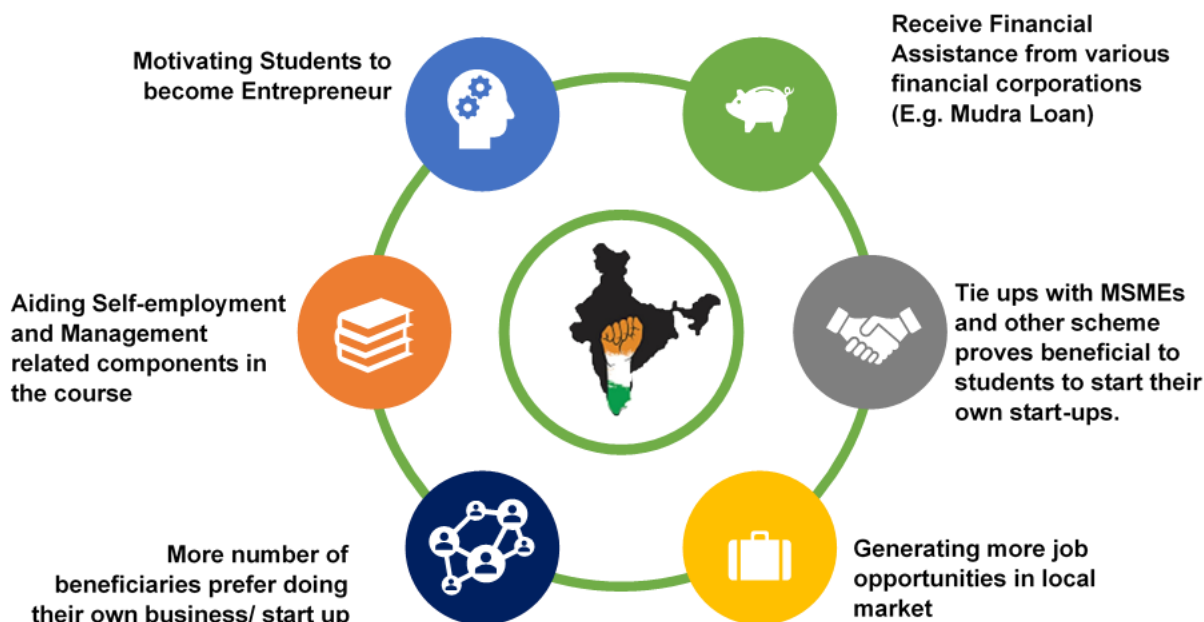 Motivating Students to
become Entrepreneur
Receive Financial
Assistance from various
financial corporations
(E.g. Mudra Loan)
Aiding Self-employment
and Management
related components in
the course
Tie ups with MSMEs
and other scheme
proves beneficial to
students to start their
own start-ups.
More number of
beneficiaries prefer doing
their own business/ start up
Generating more job
opportunities in local
market